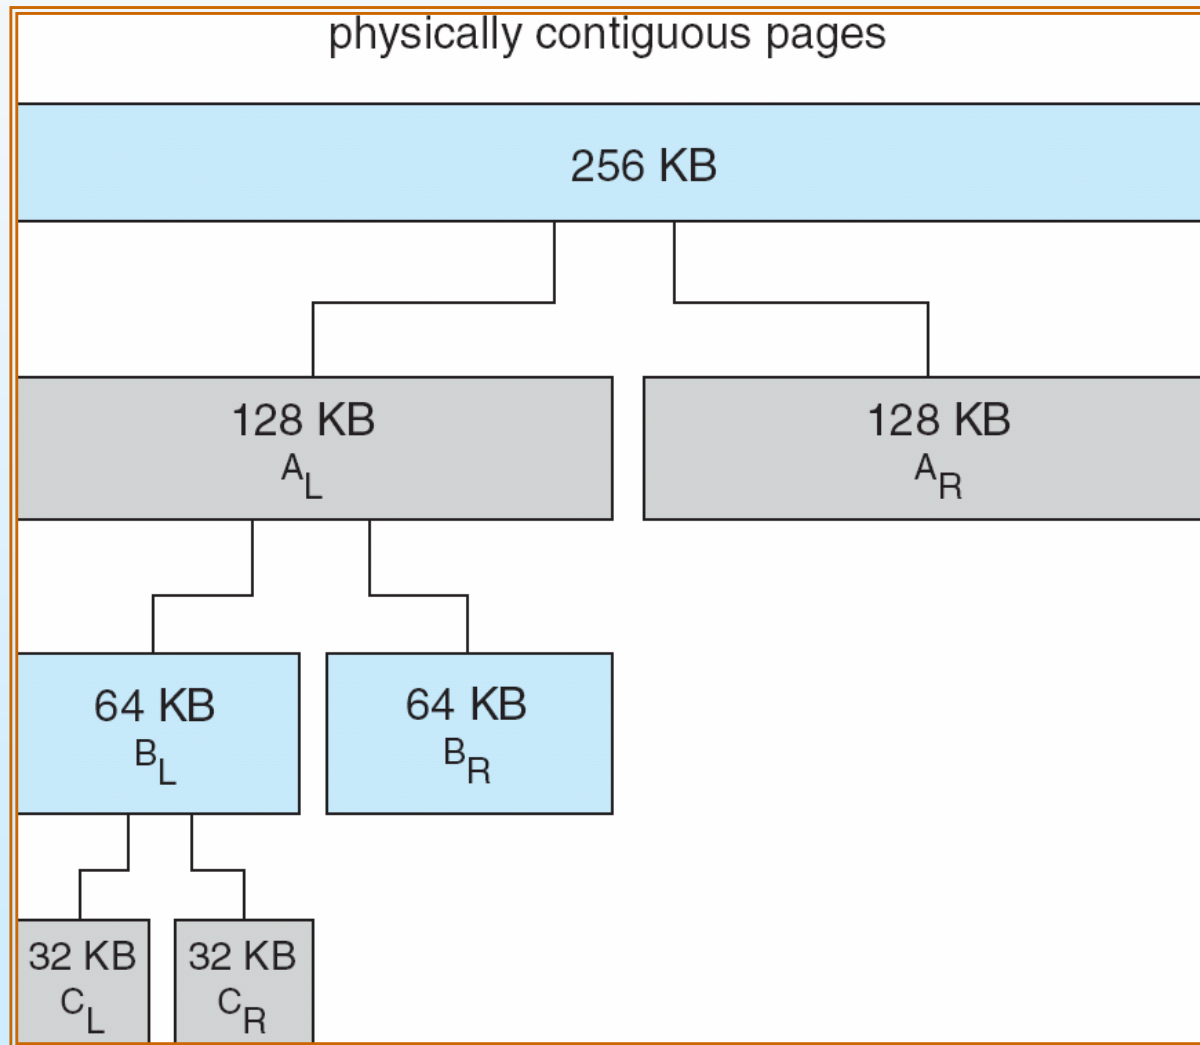 physically contiguous pages
256 KB
128 KB
A_L
128 KB
A_R
64 KB
B_L
64 KB
B_R
32 KB
C_L
32 KB
C_R